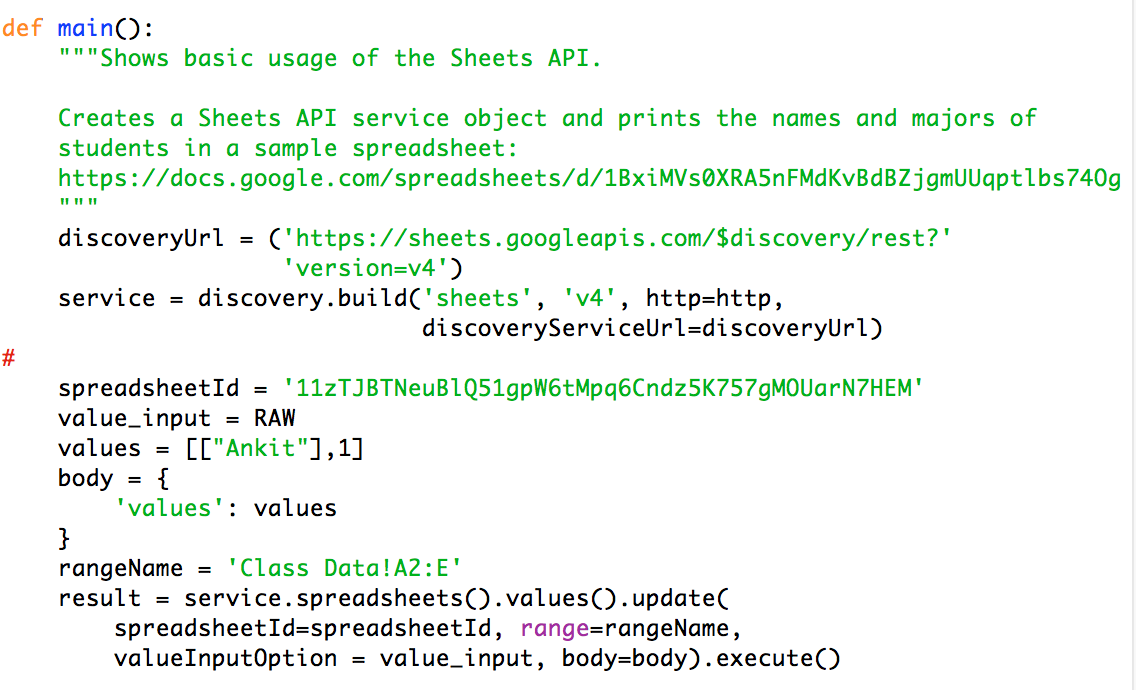 def main():
    """Shows basic usage of the Sheets API.

    Creates a Sheets API service object and prints the names and majors of
    students in a sample spreadsheet:
    https://docs.google.com/spreadsheets/d/1BxiMVs0XRA5nFMdKvBdBZjgmUUqptlbs74Og
    """
    discoveryUrl = ('https://sheets.googleapis.com/$discovery/rest?'
                    'version=v4')
    service = discovery.build('sheets', 'v4', http=http,
                              discoveryServiceUrl=discoveryUrl)
#
    spreadsheetId = '11zTJBTNeuBlQ51gpW6tMpq6Cndz5K757gMOUarN7HEM'
    value_input = RAW
    values = [["Ankit"],1]
    body = {
        'values': values
    }
    rangeName = 'Class Data!A2:E'
    result = service.spreadsheets().values().update(
        spreadsheetId=spreadsheetId, range=rangeName,
        valueInputOption = value_input, body=body).execute()